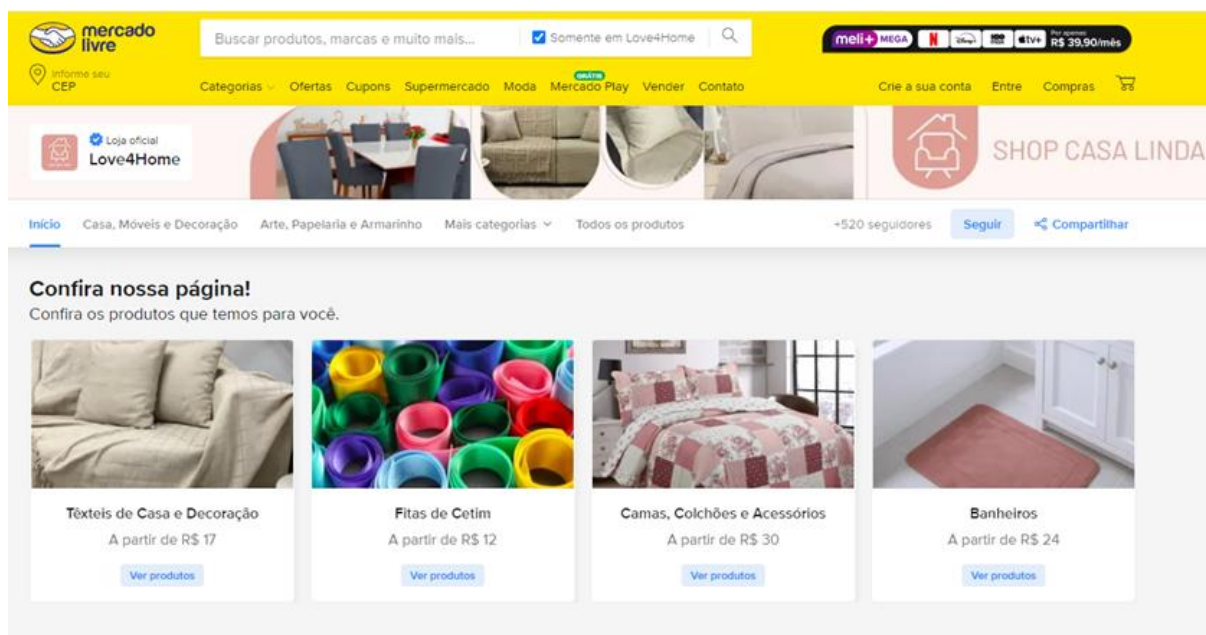 mercado
livre
Buscar produtos, marcas e muito mais...
Somente em Love4Home
meli+ MEGA N Disney+ tv+ Por apenas R$ 39,90/mês
Informe seu
CEP
Categorias Ofertas Cupons Supermercado Moda Mercado Play GRÁTIS Vender Contato
Crie a sua conta Entre Compras
Loja oficial
Love4Home
SHOP CASA LINDA
Início Casa, Móveis e Decoração Arte, Papelaria e Armarinho Mais categorias Todos os produtos
+520 seguidores Seguir Compartilhar
Confira nossa página!
Confira os produtos que temos para você.
Têxteis de Casa e Decoração
A partir de R$ 17
Ver produtos
Fitas de Cetim
A partir de R$ 12
Ver produtos
Camas, Colchões e Acessórios
A partir de R$ 30
Ver produtos
Banheiros
A partir de R$ 24
Ver produtos